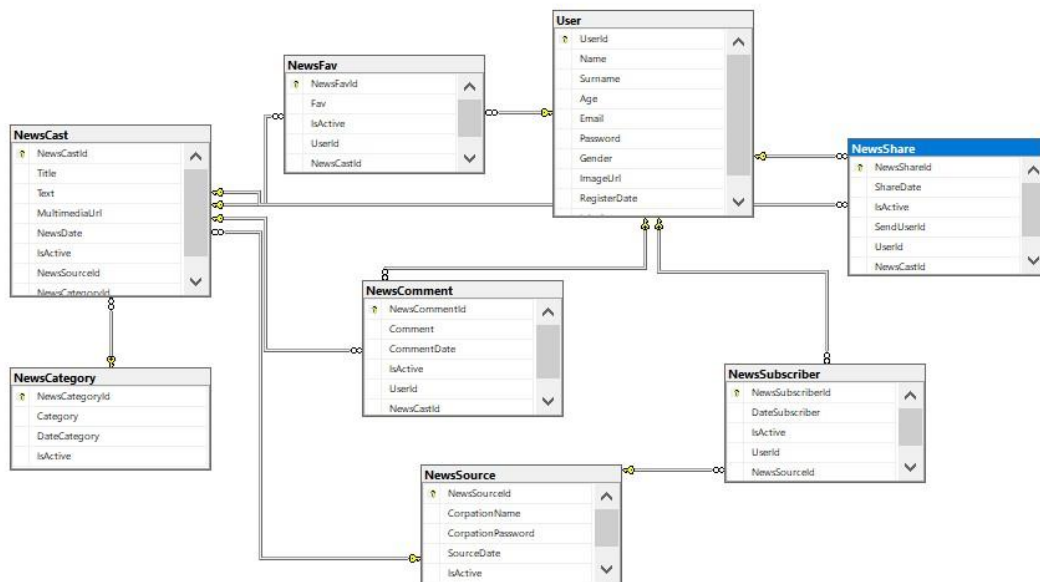 User
UserId
Name
Surname
Age
Email
Password
Gender
ImageUrl
RegisterDate
NewsFav
NewsFavId
Fav
IsActive
UserId
NewsCastId
NewsCast
NewsCastId
Title
Text
MultimediaUrl
NewsDate
IsActive
NewsSourceId
NewsCategoryId
NewsShare
NewsShareId
ShareDate
IsActive
SendUserId
UserId
NewsCastId
NewsComment
NewsCommentId
Comment
CommentDate
IsActive
UserId
NewsCastId
NewsCategory
NewsCategoryId
Category
DateCategory
IsActive
NewsSubscriber
NewsSubscriberId
DateSubscriber
IsActive
UserId
NewsSourceId
NewsSource
NewsSourceId
CorpationName
CorpationPassword
SourceDate
IsActive